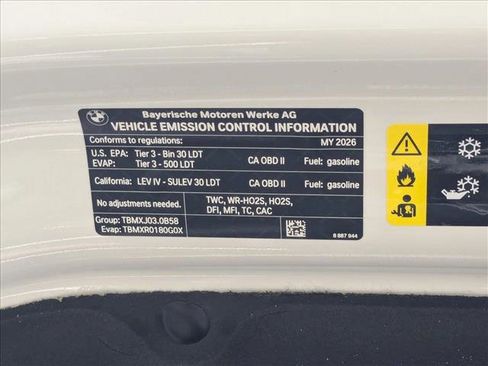 BMW
Bayerische Motoren Werke AG
VEHICLE EMISSION CONTROL INFORMATION
Conforms to regulations: MY 2026
U.S. EPA: Tier 3 - Bin 30 LDT CA OBD II Fuel: gasoline
EVAP: Tier 3 - 500 LDT
California: LEV IV - SULEV 30 LDT CA OBD II Fuel: gasoline
No adjustments needed. TWC, WR-HO2S, HO2S,
DFI, MFI, TC, CAC
Group: TBMXJ03.0B58
Evap: TBMXR0180G0X
8 887 944